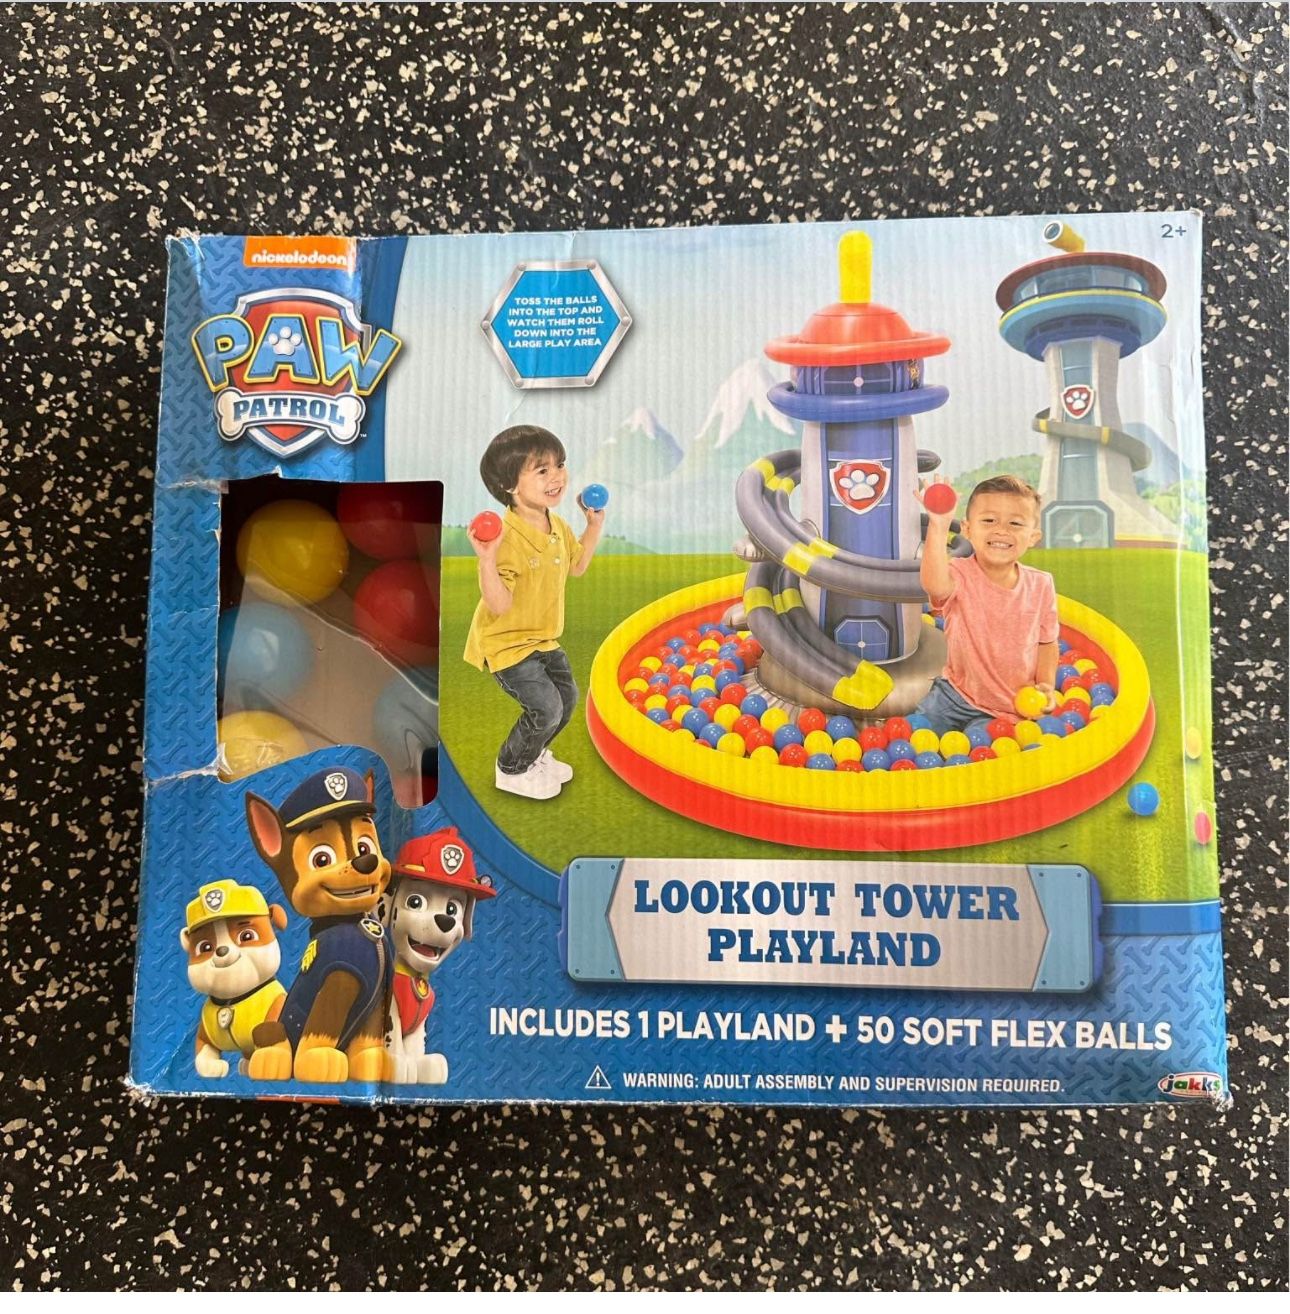 nickelodeon
2+
PAW
PATROL
TM
TOSS THE BALLS
INTO THE TOP AND
WATCH THEM ROLL
DOWN INTO THE
LARGE PLAY AREA
LOOKOUT TOWER
PLAYLAND
INCLUDES 1 PLAYLAND + 50 SOFT FLEX BALLS
WARNING: ADULT ASSEMBLY AND SUPERVISION REQUIRED.
jakks